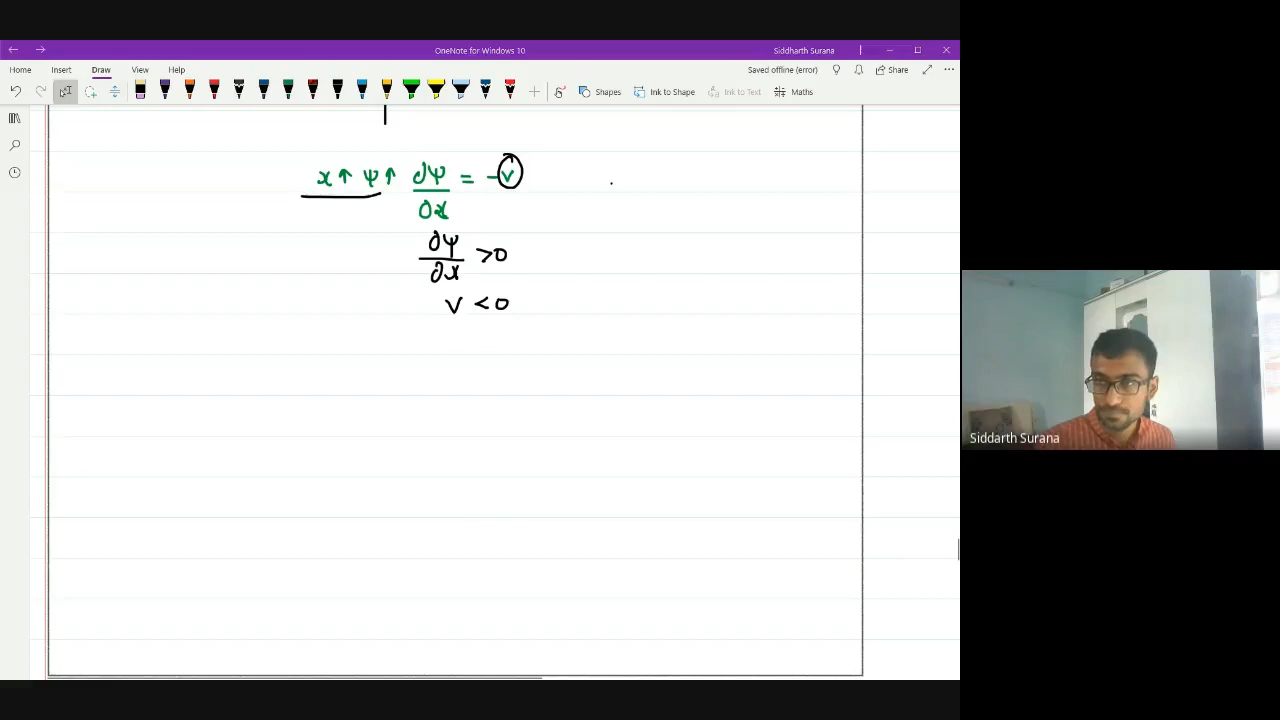 OneNote for Windows 10
Siddharth Surana
Home Insert Draw View Help
Saved offline (error)
Share
Shapes
Ink to Shape
Ink to Text
Maths
x↑ ψ↑ ∂ψ/∂x = -v
∂ψ/∂x >0
v <0
Siddarth Surana